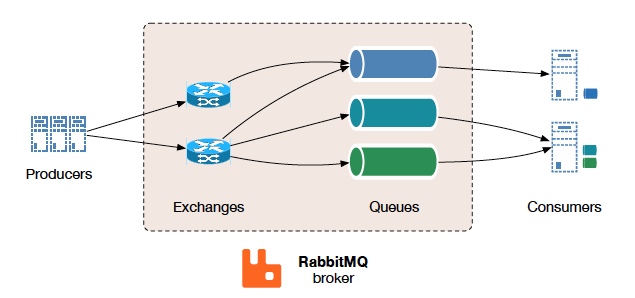 Producers
Exchanges
Queues
Consumers
RabbitMQ
broker